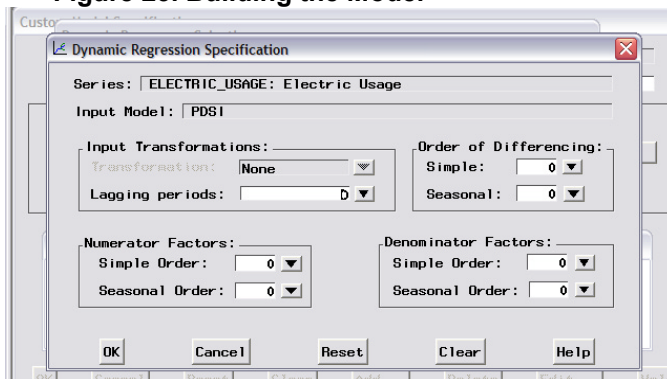 Figure 20: Building the Model
Dynamic Regression Specification
Series: ELECTRIC_USAGE: Electric Usage
Input Model: PDSI
Input Transformations:
Transformation: None
Lagging periods: 0
Order of Differencing:
Simple: 0
Seasonal: 0
Numerator Factors:
Simple Order: 0
Seasonal Order: 0
Denominator Factors:
Simple Order: 0
Seasonal Order: 0
OK Cancel Reset Clear Help